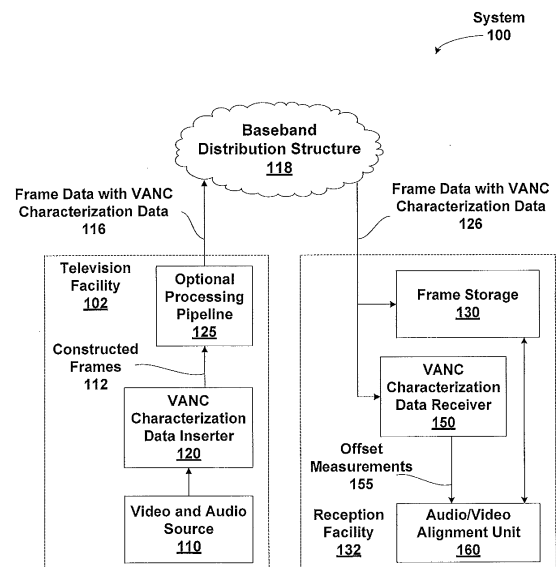 System
100
Baseband
Distribution Structure
118
Frame Data with VANC
Characterization Data
116
Frame Data with VANC
Characterization Data
126
Television
Facility
102
Optional
Processing
Pipeline
125
Constructed
Frames
112
VANC
Characterization
Data Inserter
120
Video and Audio
Source
110
Frame Storage
130
VANC
Characterization
Data Receiver
150
Offset
Measurements
155
Reception
Facility
132
Audio/Video
Alignment Unit
160